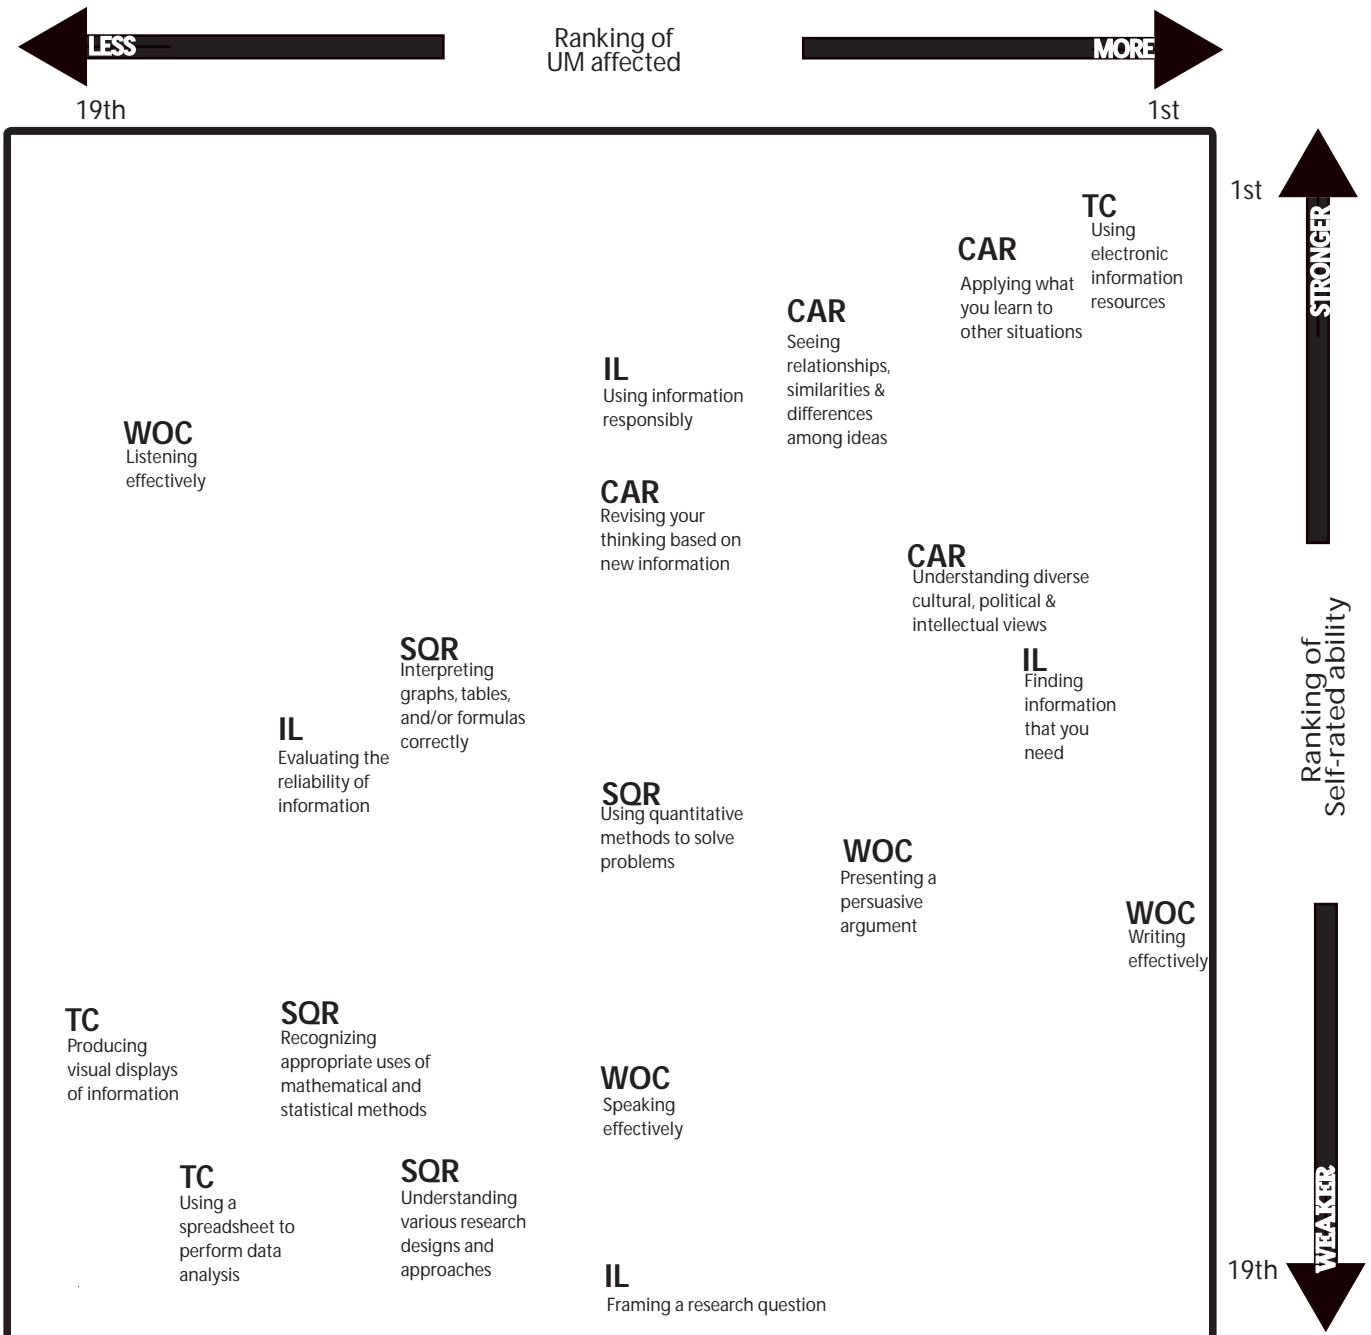 LESS
Ranking of
UM affected
MORE
19th
1st
1st
STRONGER
TC
Using
electronic
information
resources
CAR
Applying what
you learn to
other situations
CAR
Seeing
relationships,
similarities &
differences
among ideas
IL
Using information
responsibly
WOC
Listening
effectively
CAR
Revising your
thinking based on
new information
CAR
Understanding diverse
cultural, political &
intellectual views
SQR
Interpreting
graphs, tables,
and/or formulas
correctly
IL
Finding
information
that you
need
Ranking of
Self-rated ability
IL
Evaluating the
reliability of
information
SQR
Using quantitative
methods to solve
problems
WOC
Presenting a
persuasive
argument
WOC
Writing
effectively
TC
Producing
visual displays
of information
SQR
Recognizing
appropriate uses of
mathematical and
statistical methods
WOC
Speaking
effectively
TC
Using a
spreadsheet to
perform data
analysis
SQR
Understanding
various research
designs and
approaches
IL
Framing a research question
WEAKER
19th